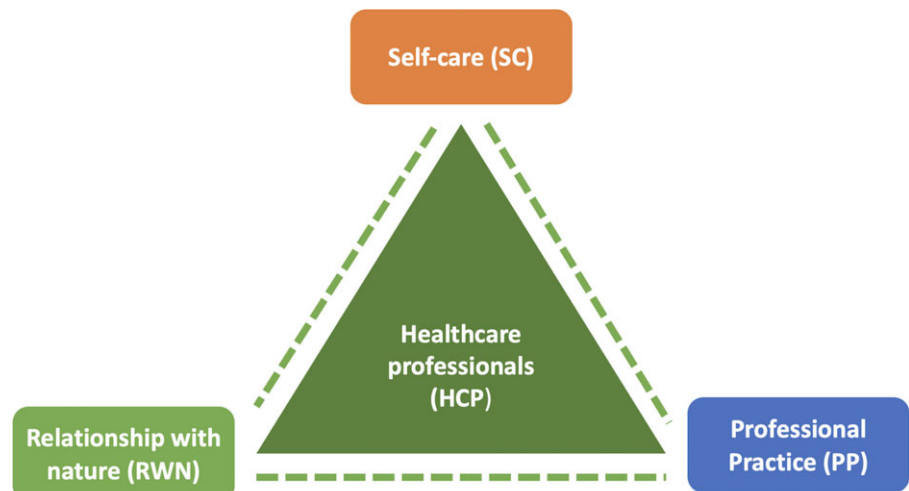 Self-care (SC)
Healthcare
professionals
(HCP)
Relationship with
nature (RWN)
Professional
Practice (PP)